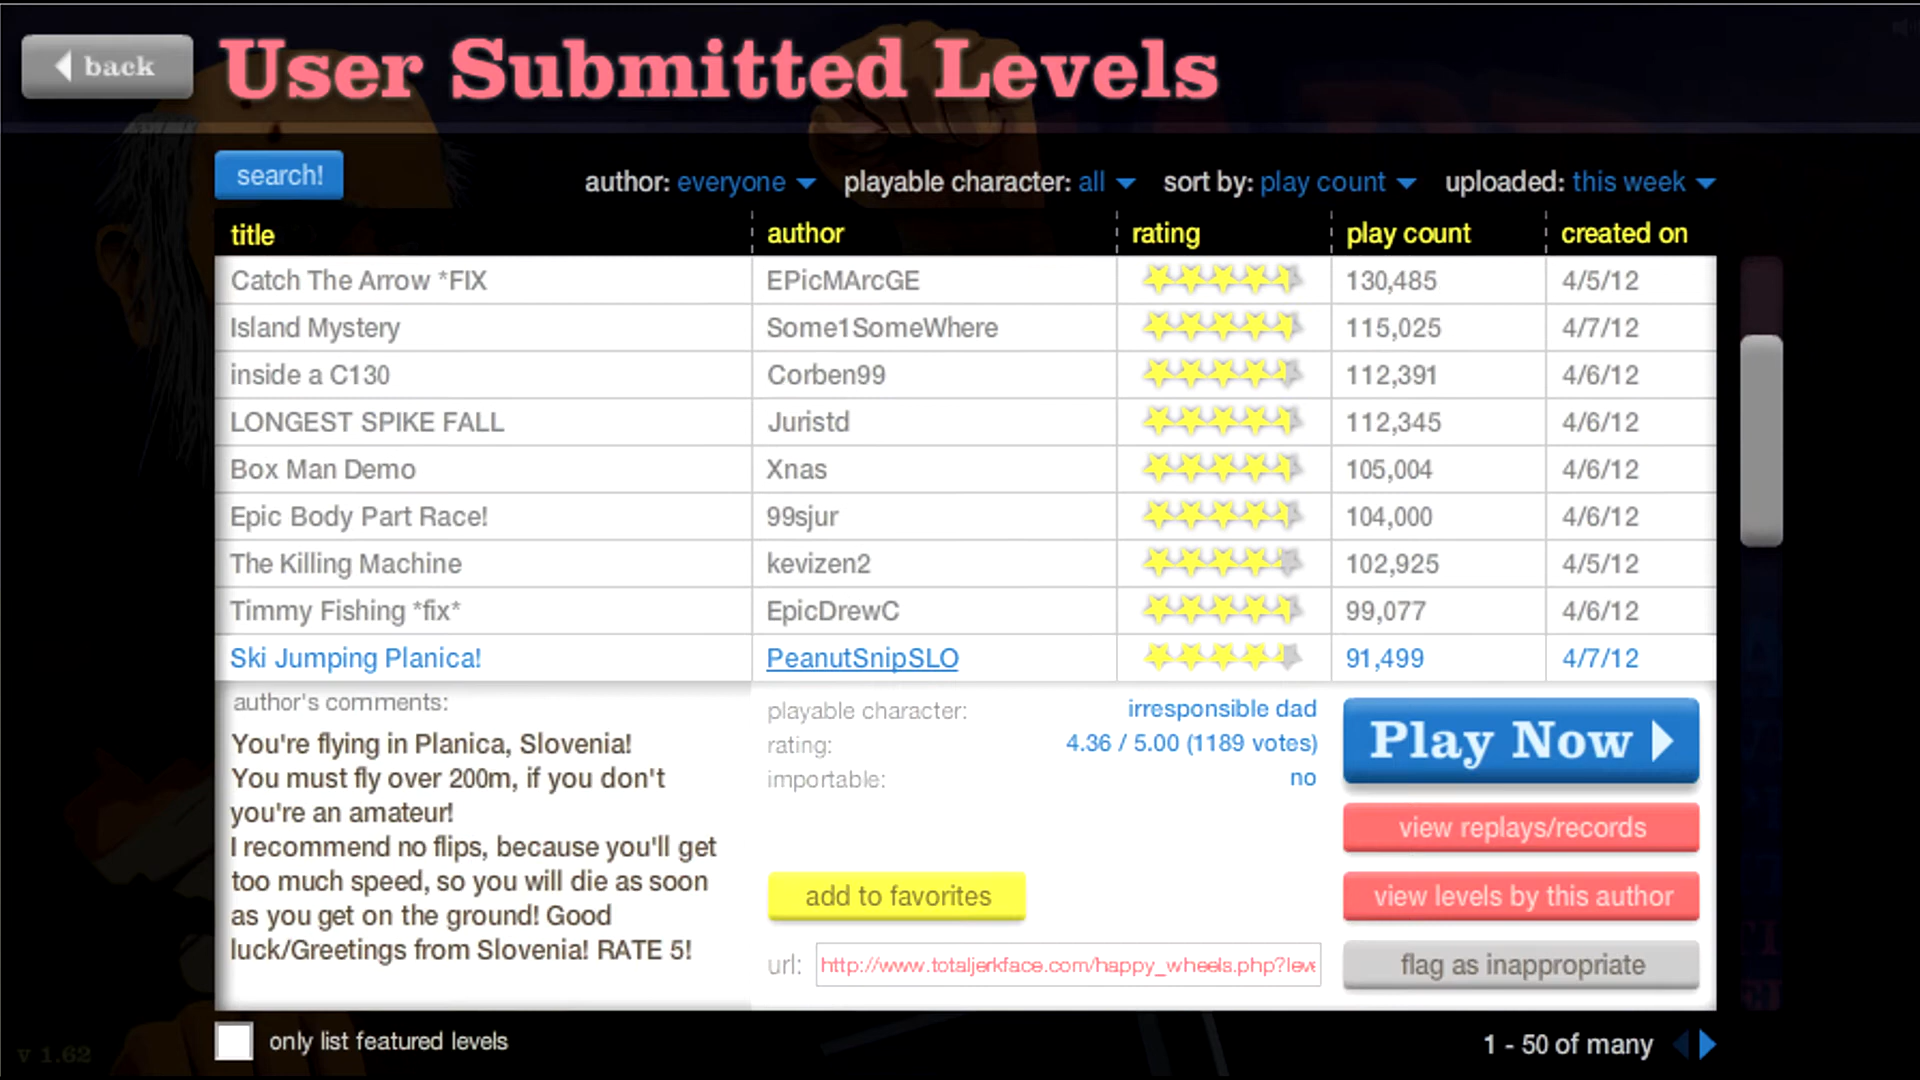 back
User Submitted Levels
search!
author: everyone playable character: all sort by: play count uploaded: this week
title author rating play count created on
Catch The Arrow *FIX EPicMArcGE 130,485 4/5/12
Island Mystery Some1SomeWhere 115,025 4/7/12
inside a C130 Corben99 112,391 4/6/12
LONGEST SPIKE FALL Juristd 112,345 4/6/12
Box Man Demo Xnas 105,004 4/6/12
Epic Body Part Race! 99sjur 104,000 4/6/12
The Killing Machine kevizen2 102,925 4/5/12
Timmy Fishing *fix* EpicDrewC 99,077 4/6/12
Ski Jumping Planica! PeanutSnipSLO 91,499 4/7/12
author's comments:
You're flying in Planica, Slovenia!
You must fly over 200m, if you don't
you're an amateur!
I recommend no flips, because you'll get
too much speed, so you will die as soon
as you get on the ground! Good
luck/Greetings from Slovenia! RATE 5!
playable character: irresponsible dad
rating: 4.36 / 5.00 (1189 votes)
importable: no
add to favorites
url: http://www.totaljerkface.com/happy_wheels.php?leve
Play Now
view replays/records
view levels by this author
flag as inappropriate
only list featured levels
1 - 50 of many
v 1.62